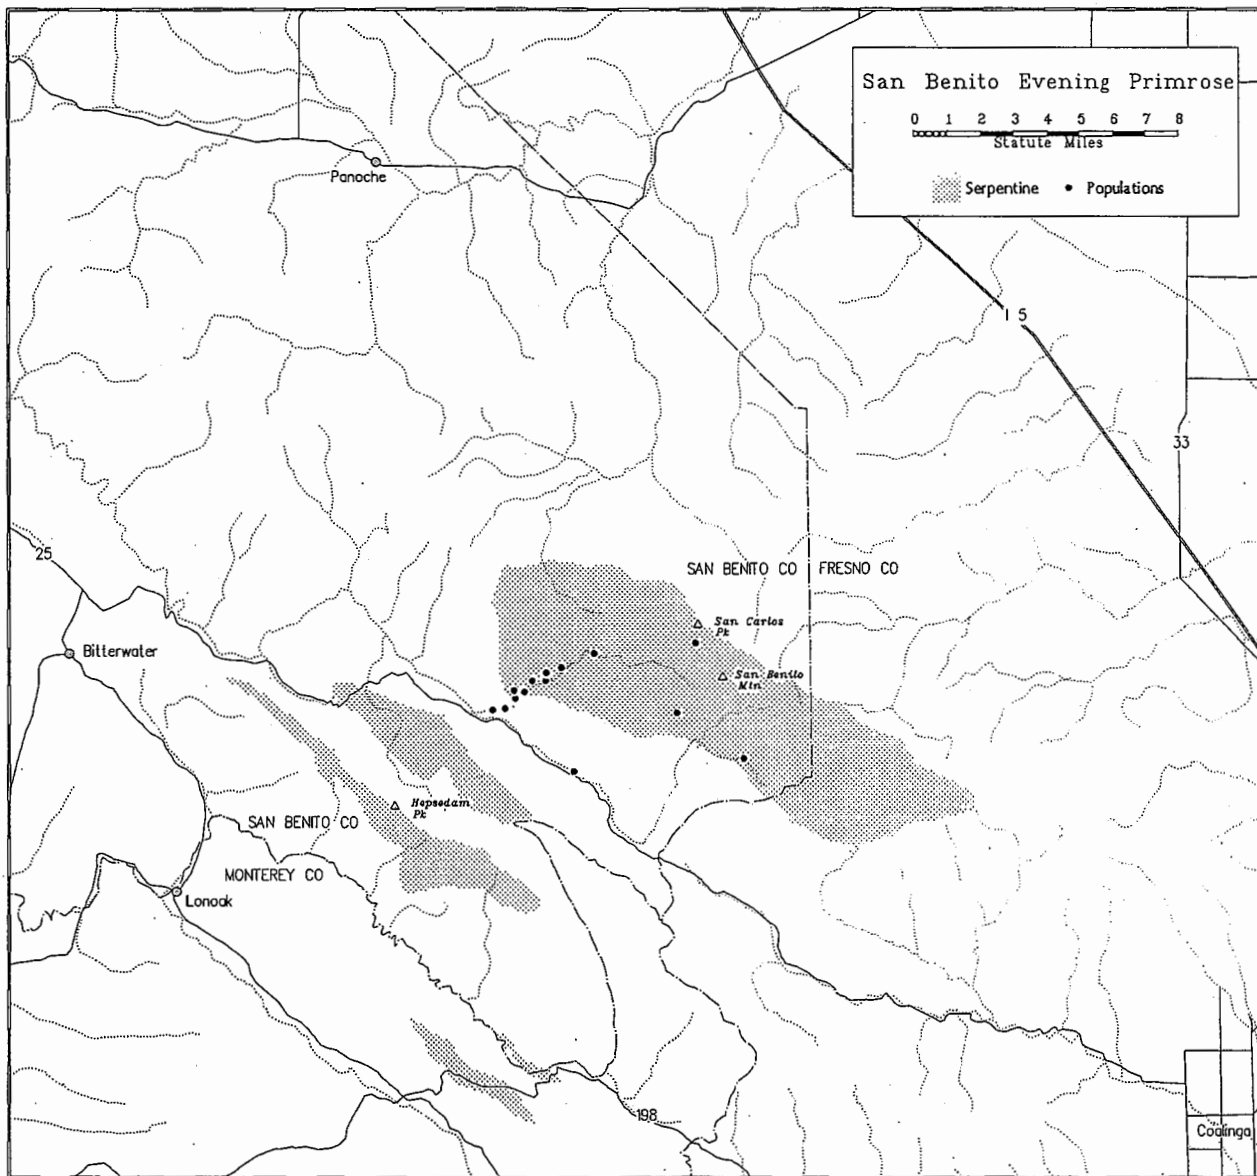 San Benito Evening Primrose
0 1 2 3 4 5 6 7 8
Statute Miles
Serpentine • Populations
Panoche
I 5
33
25
SAN BENITO CO FRESNO CO
San Carlos
Pk
Bitterwater
San Benito
Mtn
Hepsedam
Pk
SAN BENITO CO
MONTEREY CO
Lonoak
198
Coalinga